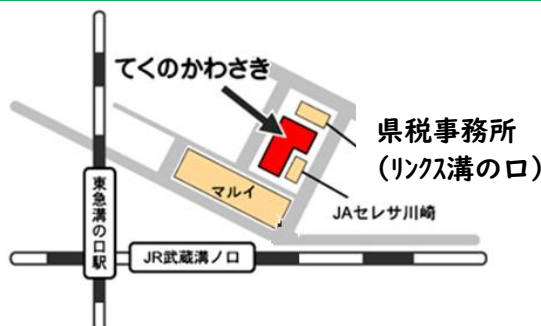 てくのかわさき
県税事務所
(リンクス溝の口)
マルイ
JAセレサ川崎
東急溝の口駅
JR武蔵溝ノ口